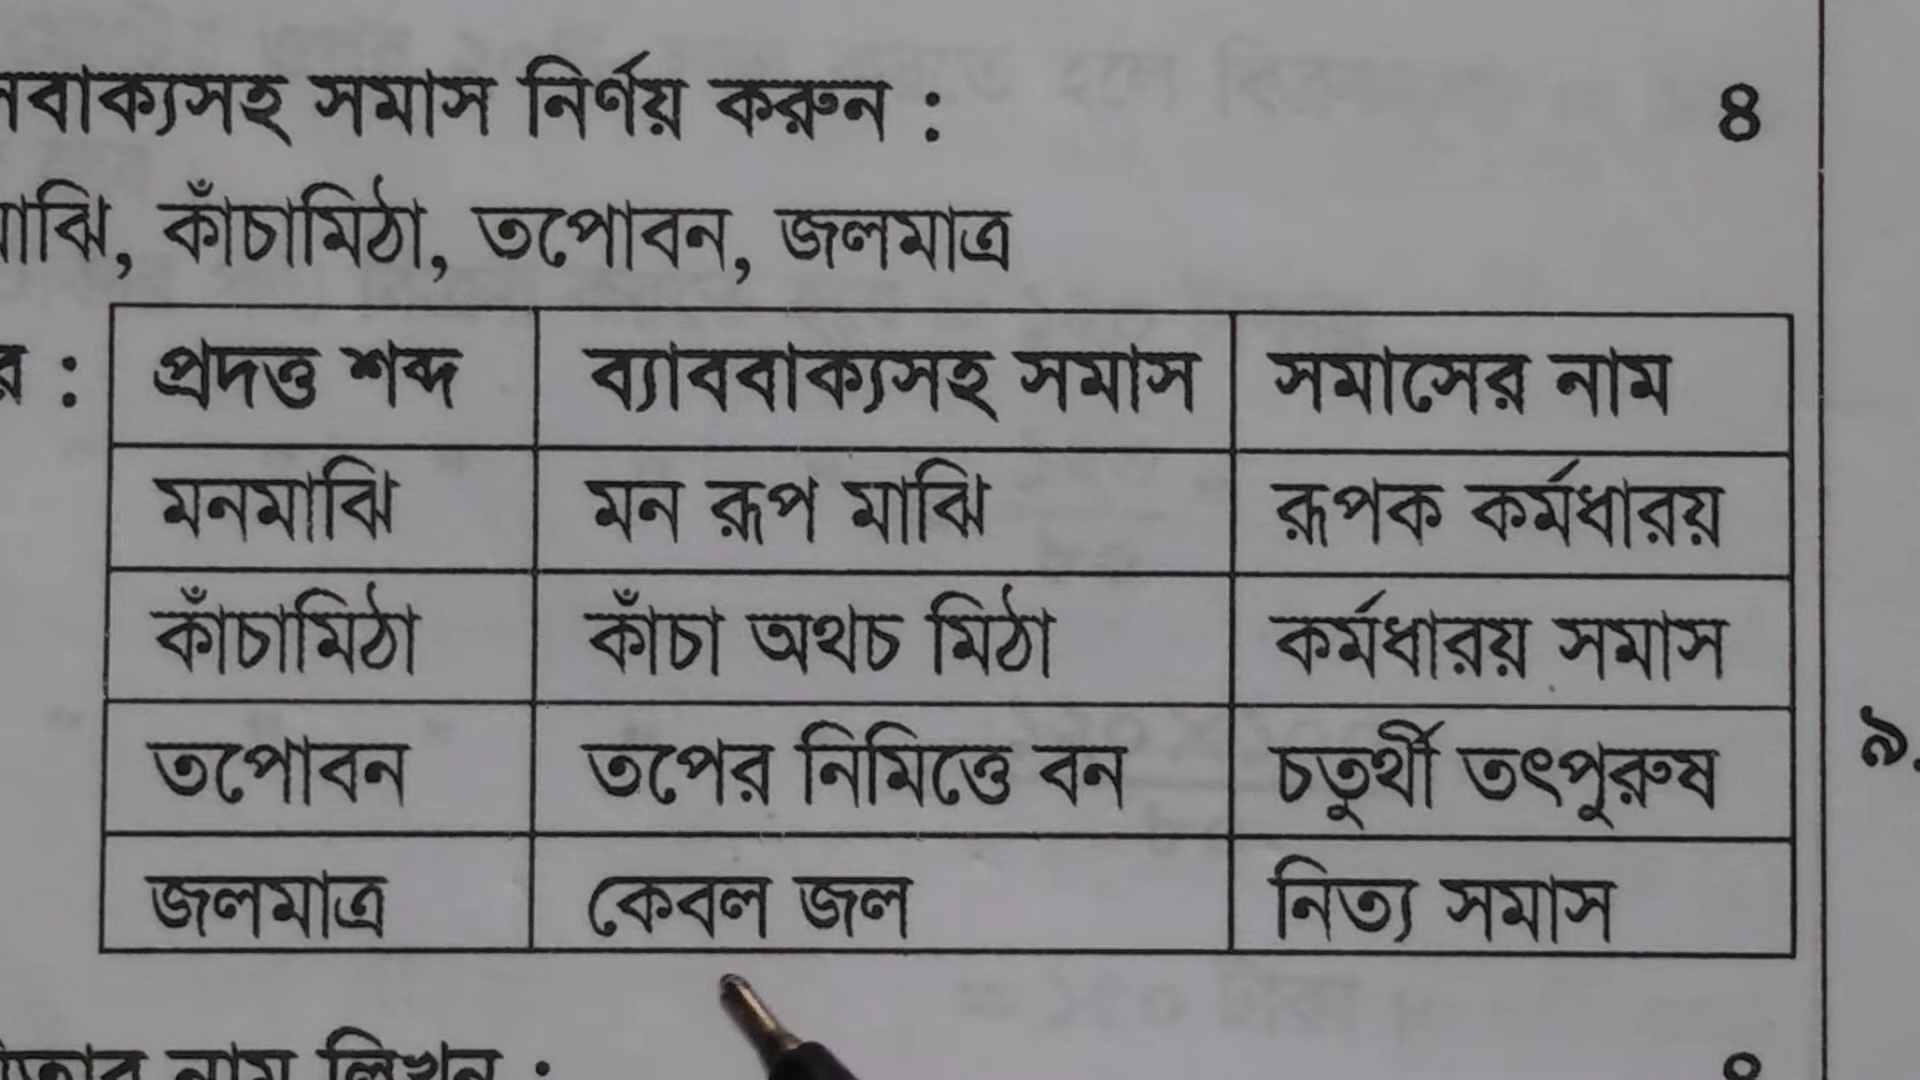 নবাক্যসহ সমাস নির্ণয় করুন : ৪
মাঝি, কাঁচামিঠা, তপোবন, জলমাত্র
র : প্রদত্ত শব্দ ব্যাববাক্যসহ সমাস সমাসের নাম
মনমাঝি মন রূপ মাঝি রূপক কর্মধারয়
কাঁচামিঠা কাঁচা অথচ মিঠা কর্মধারয় সমাস
তপোবন তপের নিমিত্তে বন চতুর্থী তৎপুরুষ
৯.
জলমাত্র কেবল জল নিত্য সমাস
নাম লিখুন :